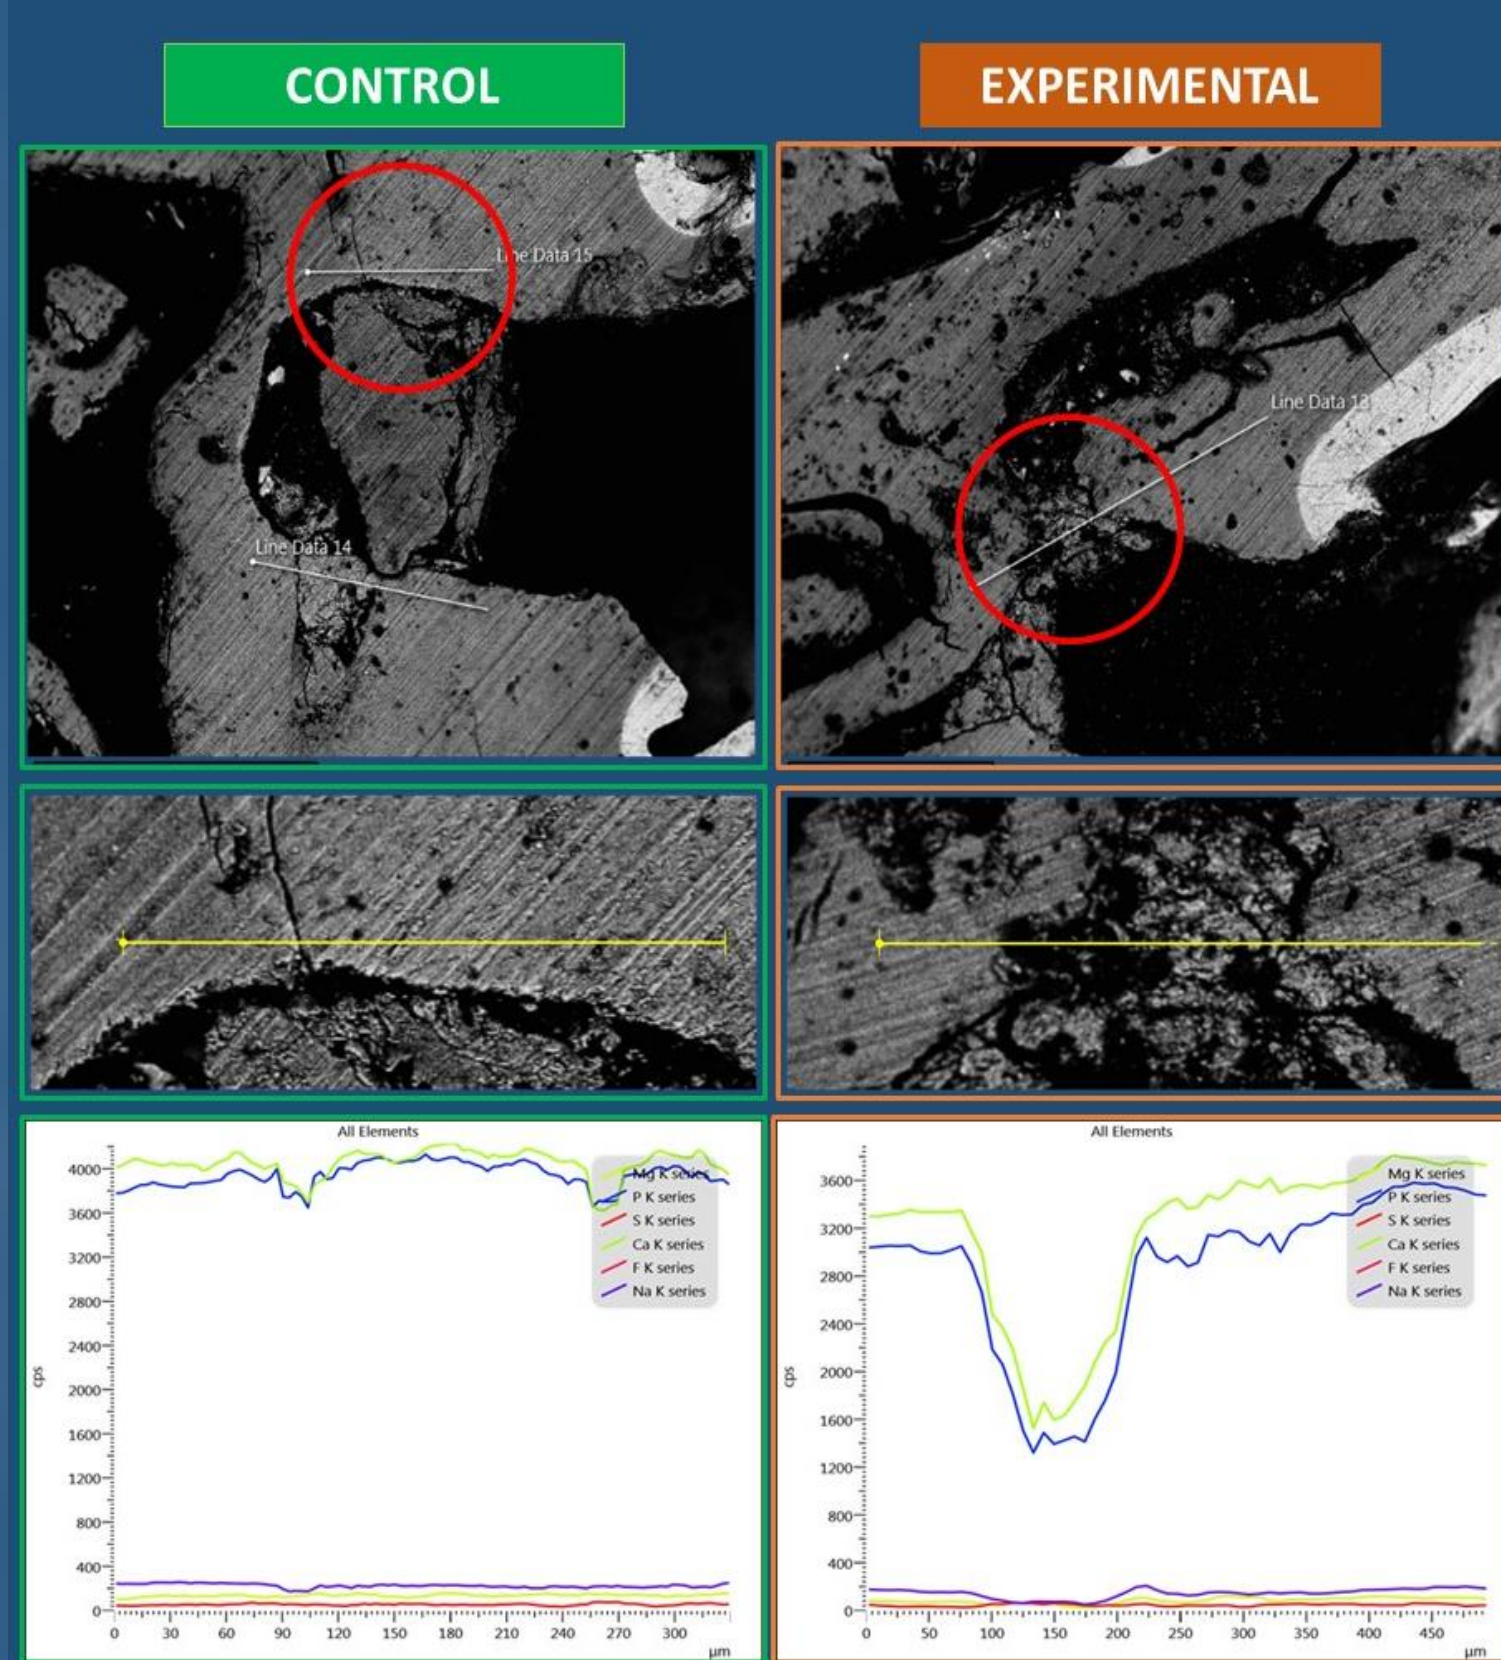 CONTROL
EXPERIMENTAL
Line Data 15
Line Data 14
Line Data 13
All Elements
4000
3600
3200
2800
2400
2000
1600
1200
800
400
0
cps
Mg K series
P K series
S K series
Ca K series
F K series
Na K series
0 30 60 90 120 150 180 210 240 270 300
µm
All Elements
3600
3200
2800
2400
2000
1600
1200
800
400
0
cps
Mg K series
P K series
S K series
Ca K series
F K series
Na K series
0 50 100 150 200 250 300 350 400 450
µm